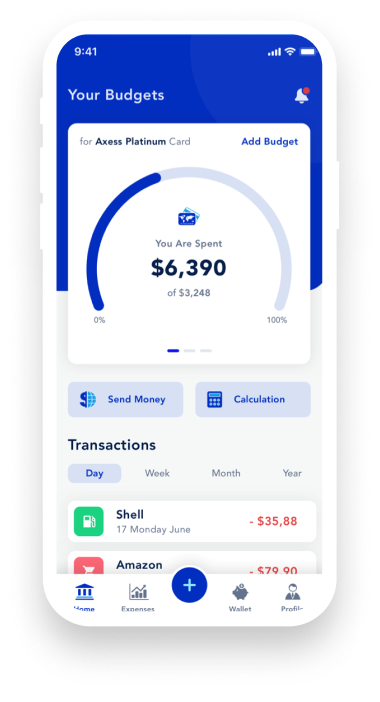 9:41
Your Budgets
for Axess Platinum Card
Add Budget
You Are Spent
$6,390
of $3,248
0%
100%
Send Money
Calculation
Transactions
Day
Week
Month
Year
Shell
- $35,88
17 Monday June
Amazon
- $79,90
Home
Expenses
Wallet
Profile